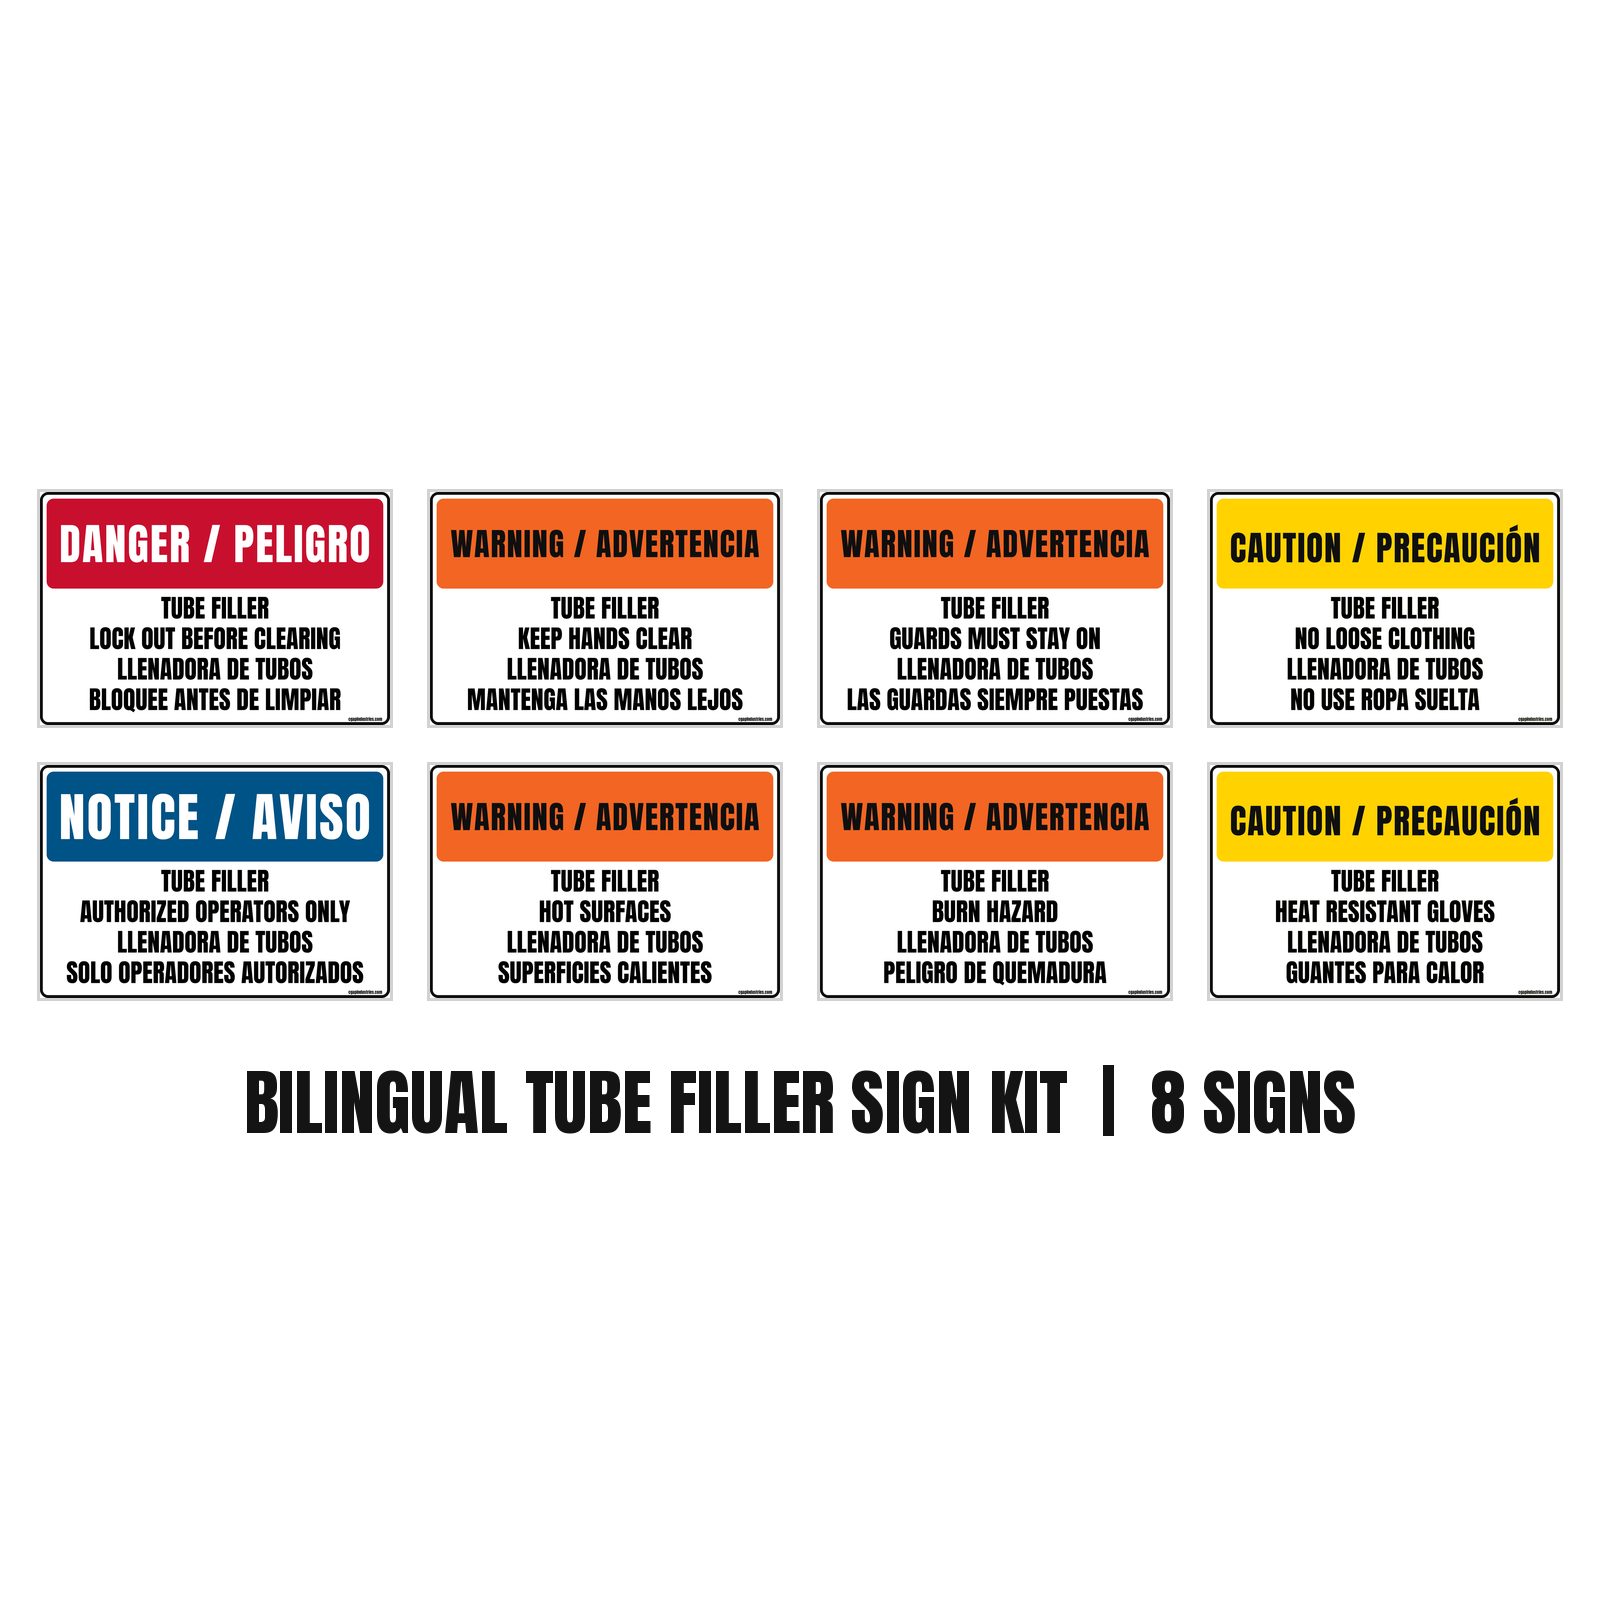 DANGER / PELIGRO
TUBE FILLER
LOCK OUT BEFORE CLEARING
LLENADORA DE TUBOS
BLOQUEE ANTES DE LIMPIAR
cgaphindustries.com
WARNING / ADVERTENCIA
TUBE FILLER
KEEP HANDS CLEAR
LLENADORA DE TUBOS
MANTENGA LAS MANOS LEJOS
WARNING / ADVERTENCIA
TUBE FILLER
GUARDS MUST STAY ON
LLENADORA DE TUBOS
LAS GUARDAS SIEMPRE PUESTAS
CAUTION / PRECAUCIÓN
TUBE FILLER
NO LOOSE CLOTHING
LLENADORA DE TUBOS
NO USE ROPA SUELTA
NOTICE / AVISO
TUBE FILLER
AUTHORIZED OPERATORS ONLY
LLENADORA DE TUBOS
SOLO OPERADORES AUTORIZADOS
WARNING / ADVERTENCIA
TUBE FILLER
HOT SURFACES
LLENADORA DE TUBOS
SUPERFICIES CALIENTES
WARNING / ADVERTENCIA
TUBE FILLER
BURN HAZARD
LLENADORA DE TUBOS
PELIGRO DE QUEMADURA
CAUTION / PRECAUCIÓN
TUBE FILLER
HEAT RESISTANT GLOVES
LLENADORA DE TUBOS
GUANTES PARA CALOR
BILINGUAL TUBE FILLER SIGN KIT | 8 SIGNS